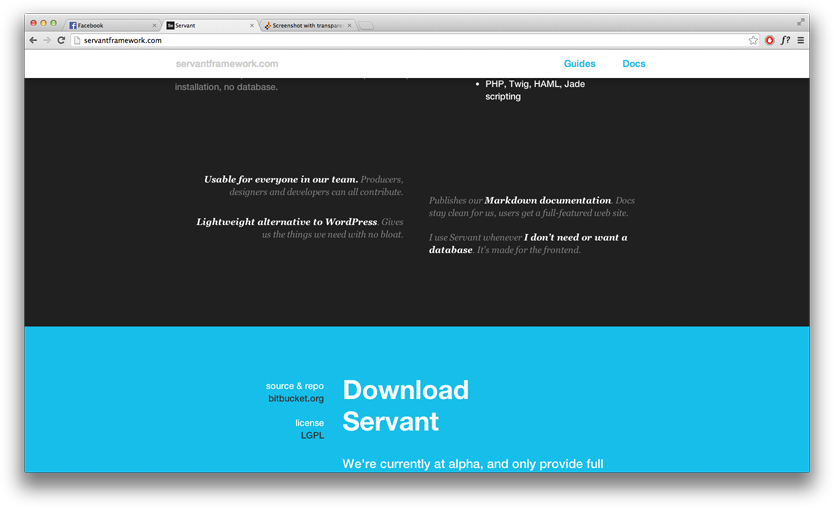 Facebook
Servant
Screenshot with transpare
servantframework.com
f?
servantframework.com
Guides
Docs
installation, no database.
• PHP, Twig, HAML, Jade
scripting
Usable for everyone in our team. Producers,
designers and developers can all contribute.
Lightweight alternative to WordPress. Gives
us the things we need with no bloat.
Publishes our Markdown documentation. Docs
stay clean for us, users get a full-featured web site.
I use Servant whenever I don't need or want a
database. It's made for the frontend.
source & repo
bitbucket.org
license
LGPL
Download
Servant
We're currently at alpha, and only provide full